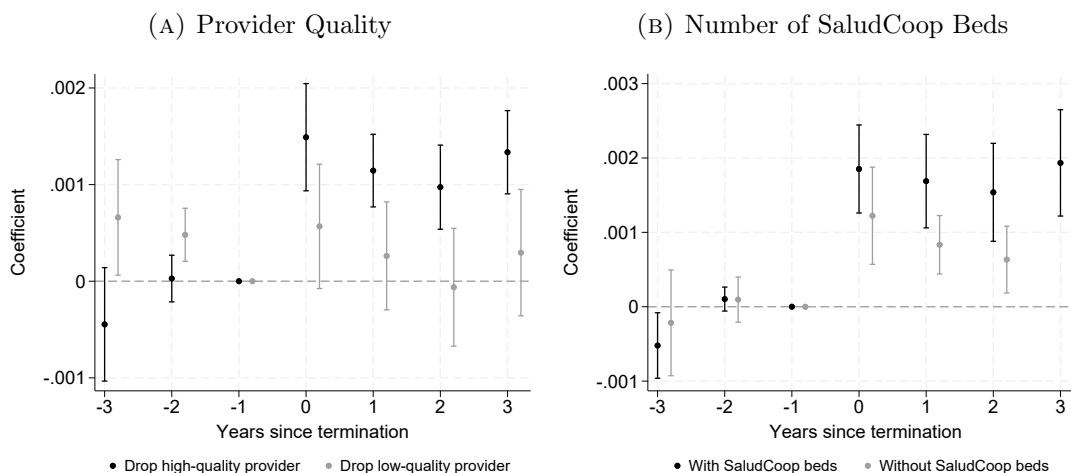 (A) Provider Quality
.002
.001
0
-.001
Coefficient
-3 -2 -1 0 1 2 3
Years since termination
Drop high-quality provider Drop low-quality provider
(B) Number of SaludCoop Beds
.003
.002
.001
0
-.001
Coefficient
-3 -2 -1 0 1 2 3
Years since termination
With SaludCoop beds Without SaludCoop beds